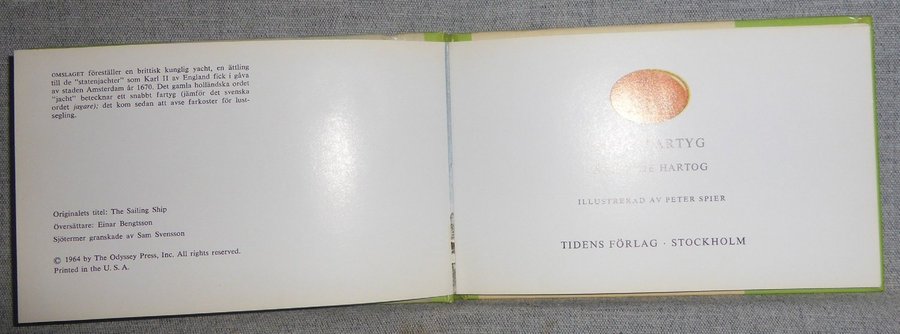 OMSLAGET föreställer en brittisk kunglig yacht, en ättling
till de "statenjachter" som Karl II av England fick i gåva
av staden Amsterdam år 1670. Det gamla holländska ordet
"jacht" betecknar ett snabbt fartyg (jämför det svenska
ordet jagare); det kom sedan att avse farkoster för lust-
segling.
Originalets titel: The Sailing Ship
Översättare: Einar Bengtsson
Sjötermer granskade av Sam Svensson
© 1964 by The Odyssey Press, Inc. All rights reserved.
Printed in the U. S. A.
HARTOG
ILLUSTRERAD AV PETER SPIER
TIDENS FÖRLAG · STOCKHOLM